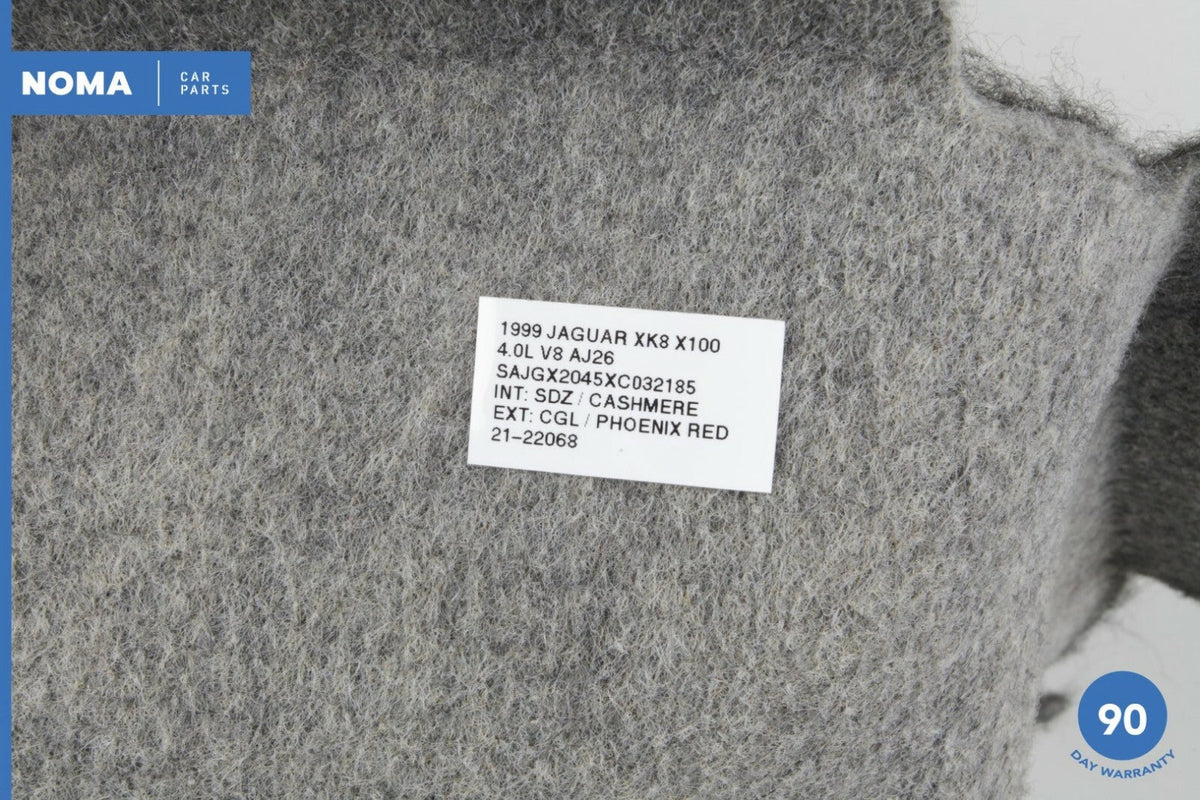 NOMA
CAR
PARTS
1999 JAGUAR XK8 X100
4.0L V8 AJ26
SAJGX2045XC032185
INT: SDZ / CASHMERE
EXT: CGL / PHOENIX RED
21-22068
90
DAY WARRANTY